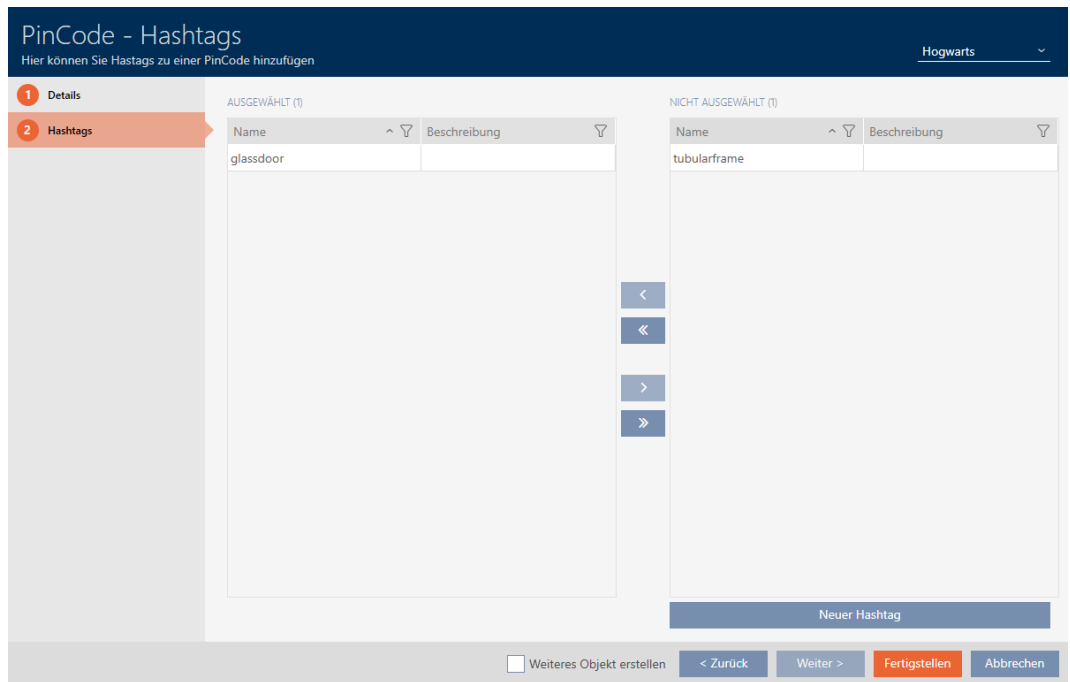 PinCode - Hashtags
Hier können Sie Hastags zu einer PinCode hinzufügen
Hogwarts
1 Details
2 Hashtags
AUSGEWÄHLT (1)
Name Beschreibung
glassdoor
NICHT AUSGEWÄHLT (1)
Name Beschreibung
tubularframe
Neuer Hashtag
Weiteres Objekt erstellen < Zurück Weiter > Fertigstellen Abbrechen